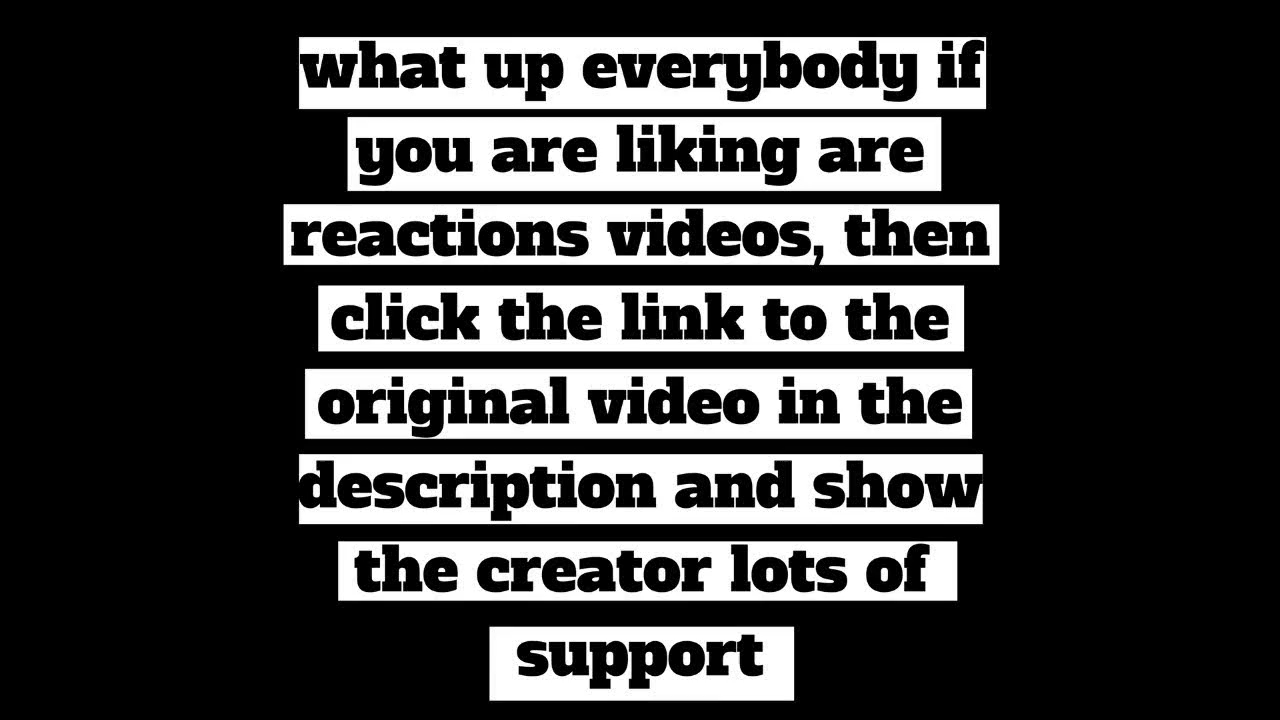 what up everybody if
you are liking are
reactions videos, then
click the link to the
original video in the
description and show
the creator lots of
support